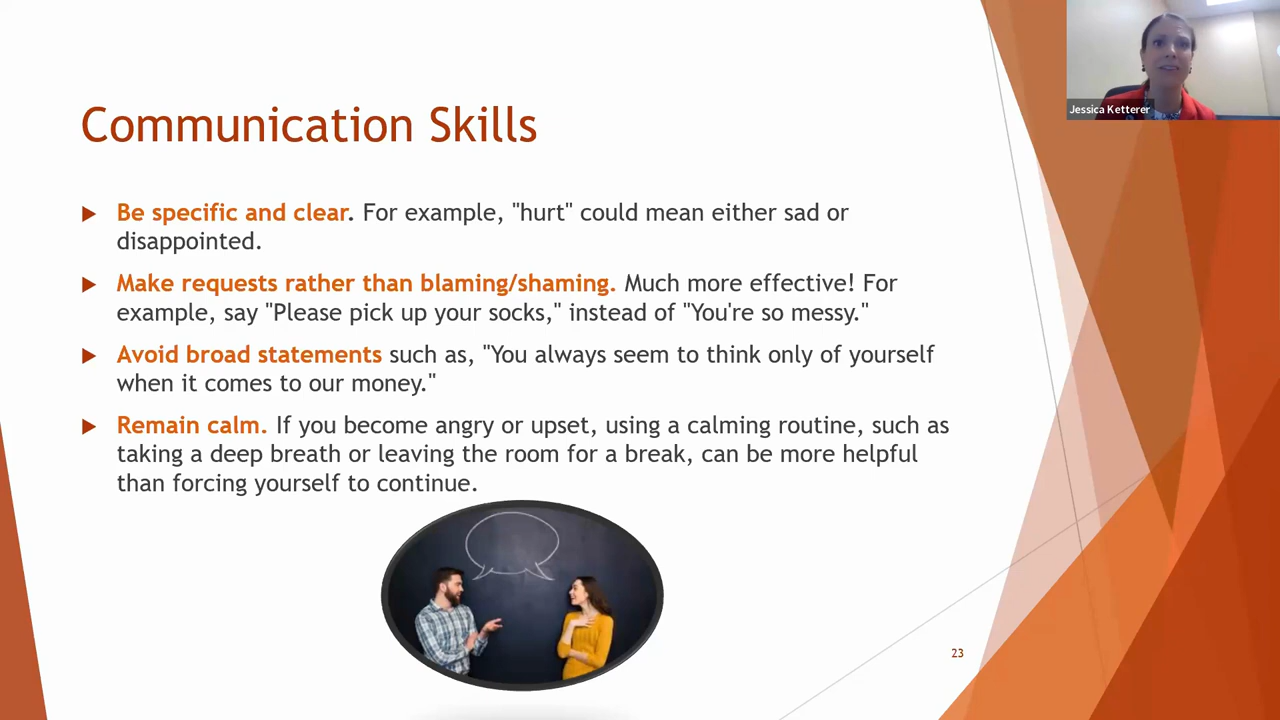 Jessica Ketterer
Communication Skills
Be specific and clear. For example, "hurt" could mean either sad or
disappointed.
Make requests rather than blaming/shaming. Much more effective! For
example, say "Please pick up your socks," instead of "You're so messy."
Avoid broad statements such as, "You always seem to think only of yourself
when it comes to our money."
Remain calm. If you become angry or upset, using a calming routine, such as
taking a deep breath or leaving the room for a break, can be more helpful
than forcing yourself to continue.
23